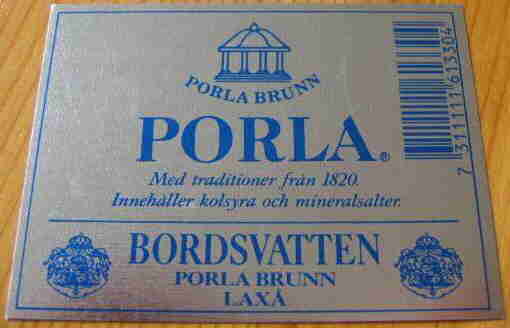 PORLA BRUNN
PORLA®
Med traditioner från 1820.
Innehåller kolsyra och mineralsalter.
BORDSVATTEN
PORLA BRUNN
LAXÅ
7 311111 613304